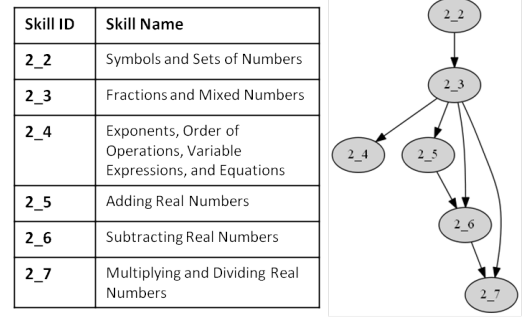 Skill ID Skill Name
2_2 Symbols and Sets of Numbers
2_3 Fractions and Mixed Numbers
2_4 Exponents, Order of
Operations, Variable
Expressions, and Equations
2_5 Adding Real Numbers
2_6 Subtracting Real Numbers
2_7 Multiplying and Dividing Real
Numbers
2_2
2_3
2_4 2_5
2_6
2_7